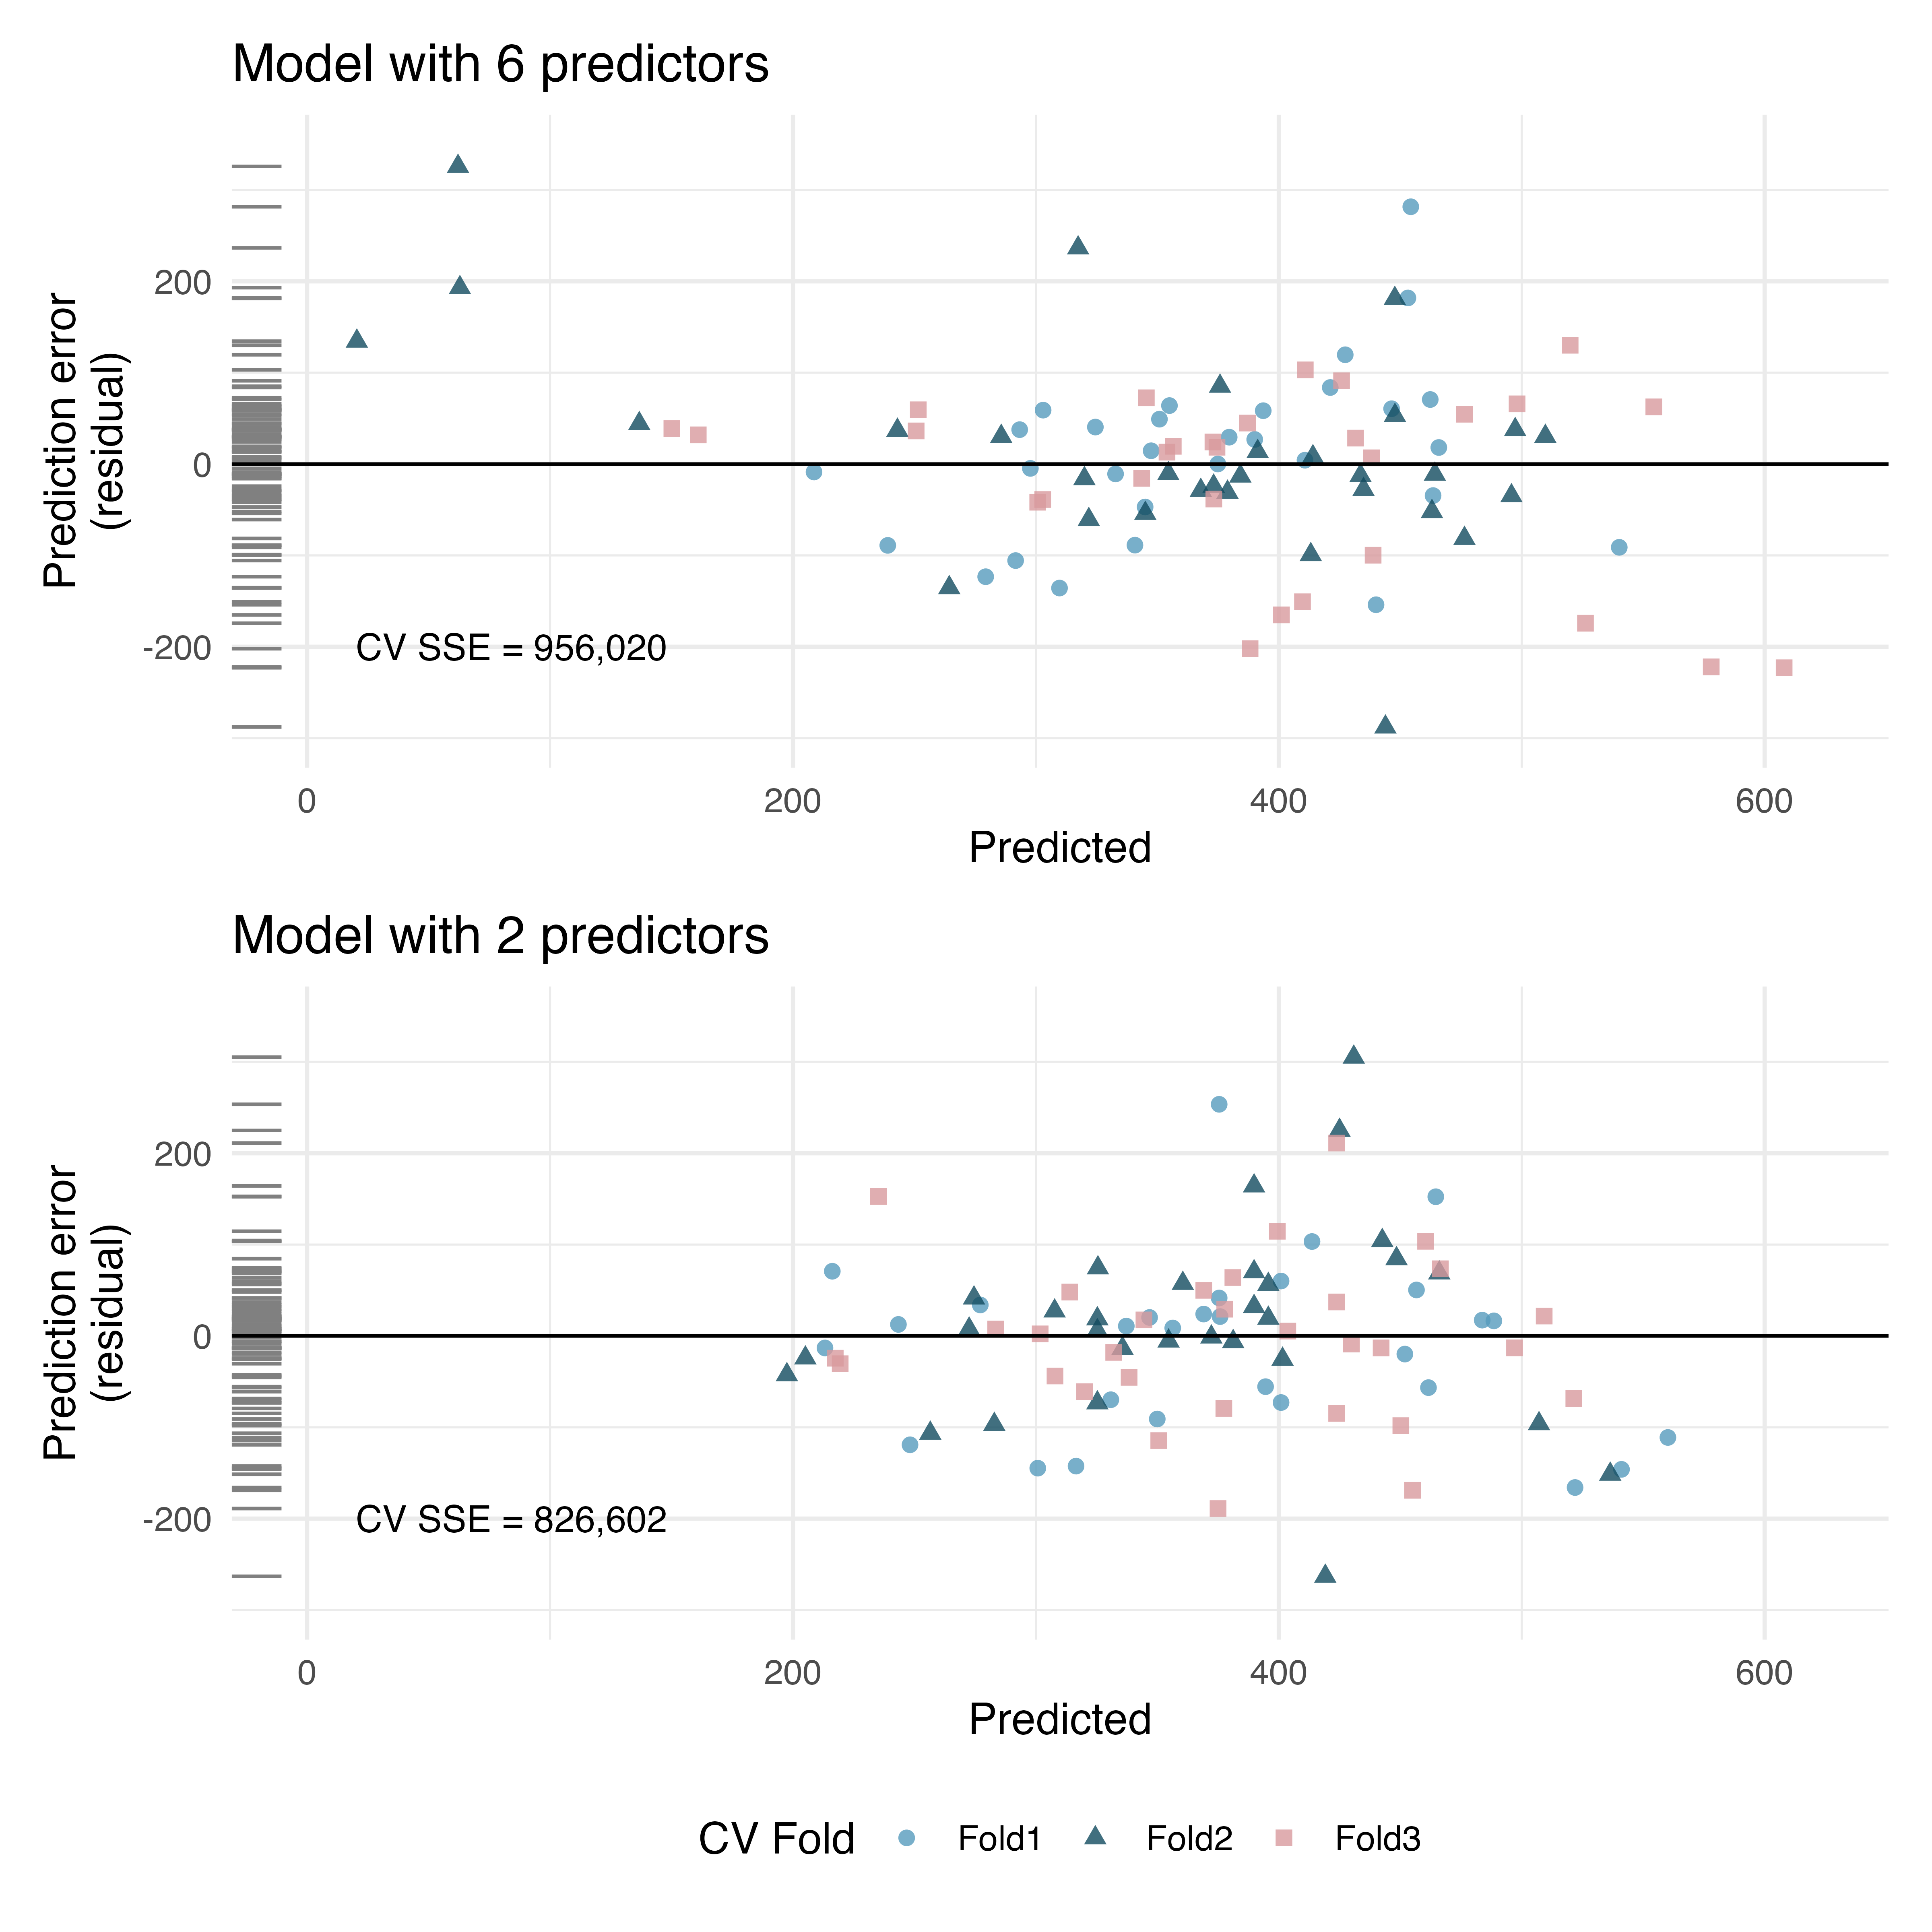 Model with 6 predictors
Prediction error
(residual)
200
0
-200
CV SSE = 956,020
0 200 400 600
Predicted
Model with 2 predictors
Prediction error
(residual)
200
0
-200
CV SSE = 826,602
0 200 400 600
Predicted
CV Fold Fold1 Fold2 Fold3